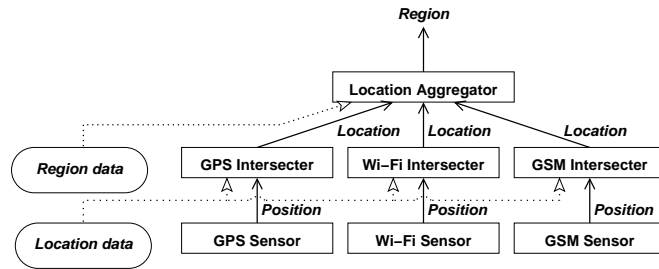 Region
Location Aggregator
Location Location Location
Region data
GPS Intersecter Wi–Fi Intersecter GSM Intersecter
Position Position Position
Location data
GPS Sensor Wi–Fi Sensor GSM Sensor